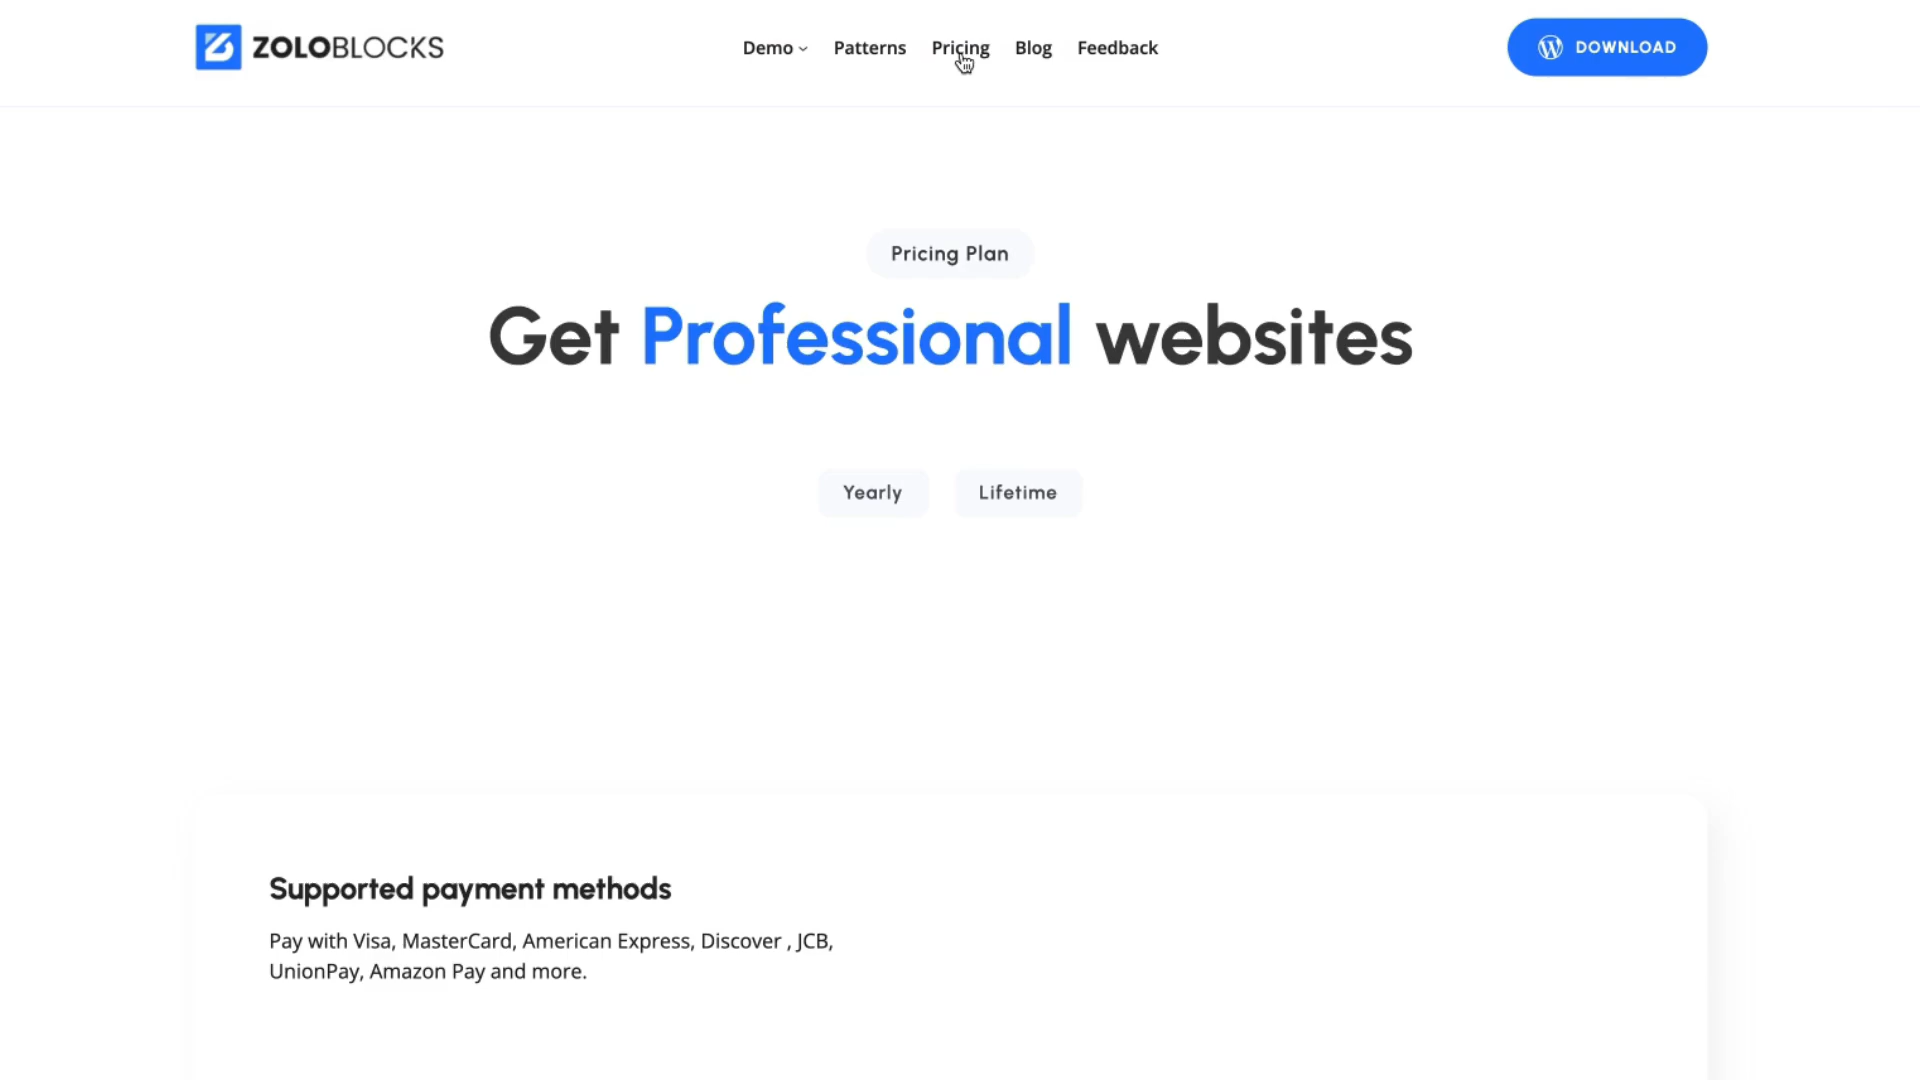 ZOLOBLOCKS
Demo
Patterns
Pricing
Blog
Feedback
DOWNLOAD
Pricing Plan
Get Professional websites
Yearly
Lifetime
Supported payment methods
Pay with Visa, MasterCard, American Express, Discover , JCB,
UnionPay, Amazon Pay and more.